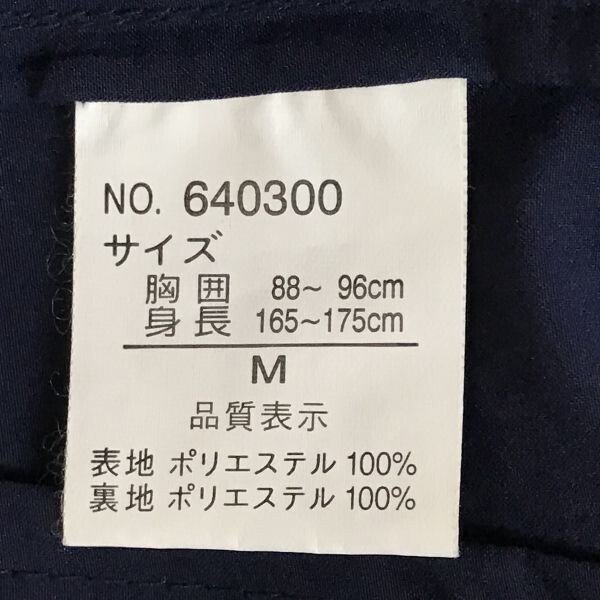 NO. 640300
サイズ
胸囲 88～ 96cm
身長 165～175cm
M
品質表示
表地 ポリエステル 100%
裏地 ポリエステル 100%